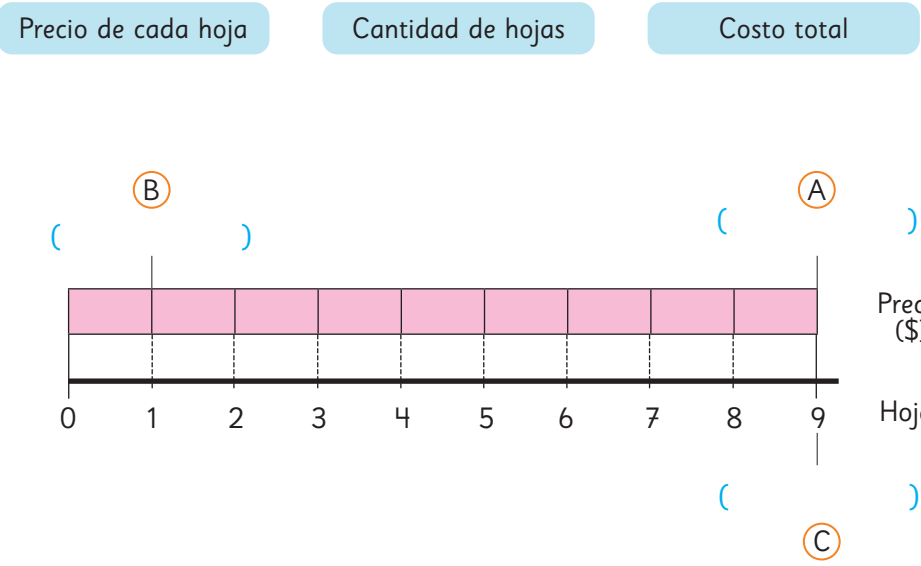 Precio de cada hoja Cantidad de hojas Costo total
B A
( ) ( )
($)
0 1 2 3 4 5 6 7 8 9
( )
C